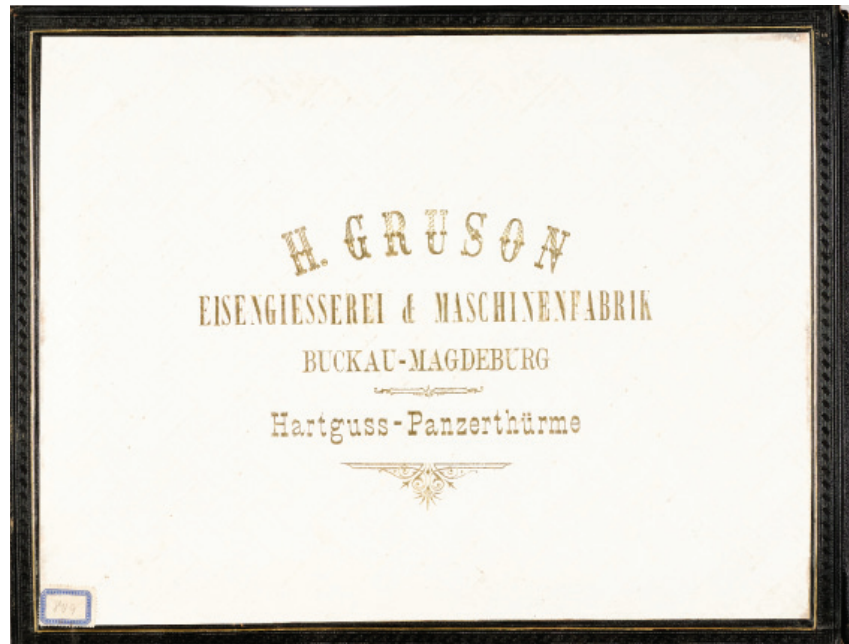 H. GRUSON
EISENGIESSEREI & MASCHINENFABRIK
BUCKAU-MAGDEBURG
Hartguss-Panzerthürme